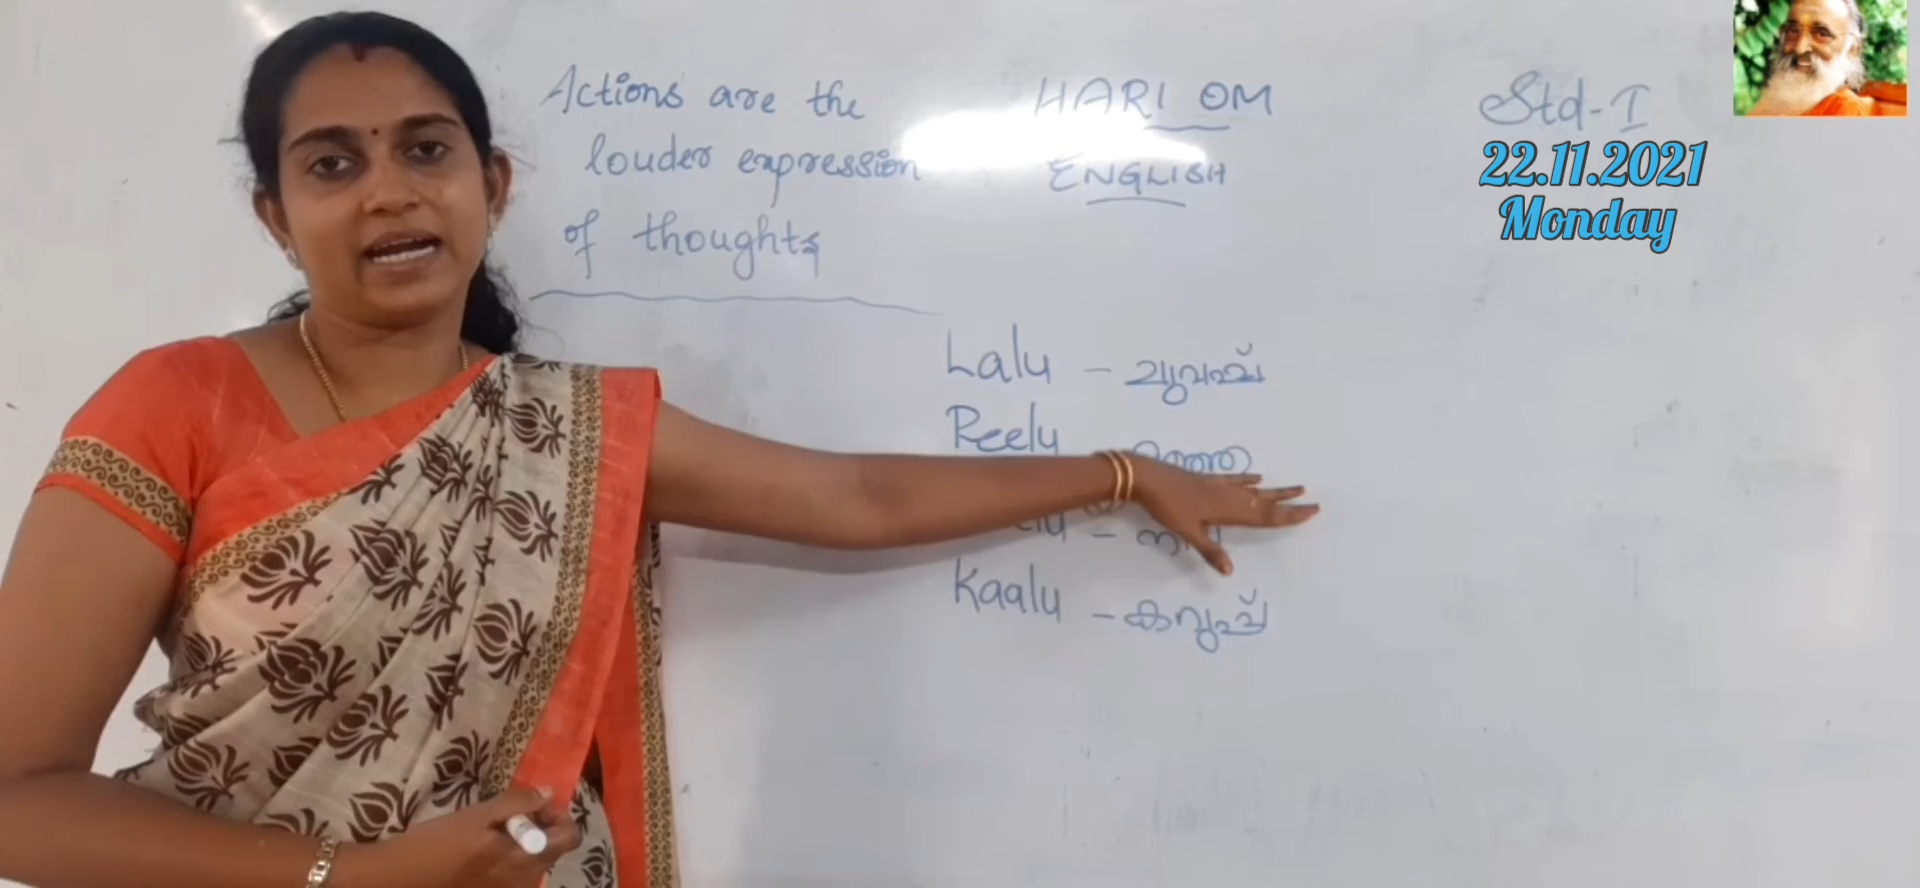 Actions are the
louder expression
of thoughts
HARI OM
ENGLISH
Std-I
22.11.2021
Monday
Lalu - ചുവപ്പ്
Reelu
Kaalu - കറുപ്പ്